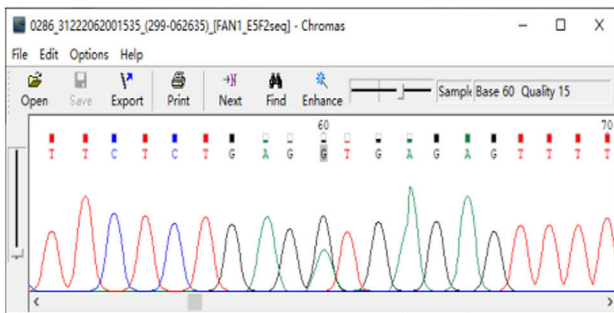 0286_31222062001535_(299-062635)_[FAN1_E5F2seq] - Chromas
File Edit Options Help
Open Save Export Print Next Find Enhance Sample Base 60 Quality 15
60 70
T T C T C T G A G G T G A G A G T T T T